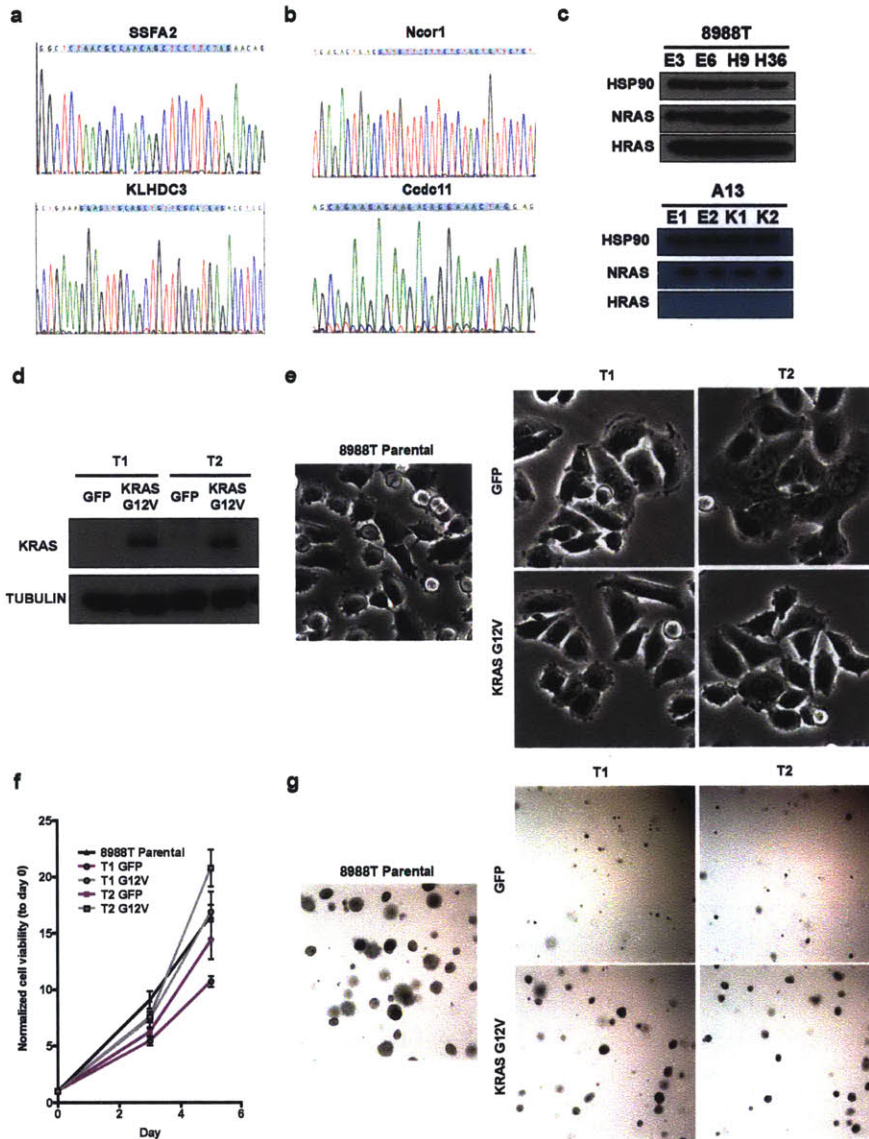 a
SSFA2
KLHDC3
b
Ncor1
Ccdc11
c
8988T
E3 E6 H9 H36
HSP90
NRAS
HRAS
A13
E1 E2 K1 K2
HSP90
NRAS
HRAS
d
T1 T2
GFP KRAS G12V GFP KRAS G12V
KRAS
TUBULIN
e
8988T Parental
T1 T2
GFP
KRAS G12V
f
25
20
15
10
5
0
0 2 4 6
Normalized cell viability (to day 0)
Day
8988T Parental
T1 GFP
T1 G12V
T2 GFP
T2 G12V
g
8988T Parental
T1 T2
GFP
KRAS G12V